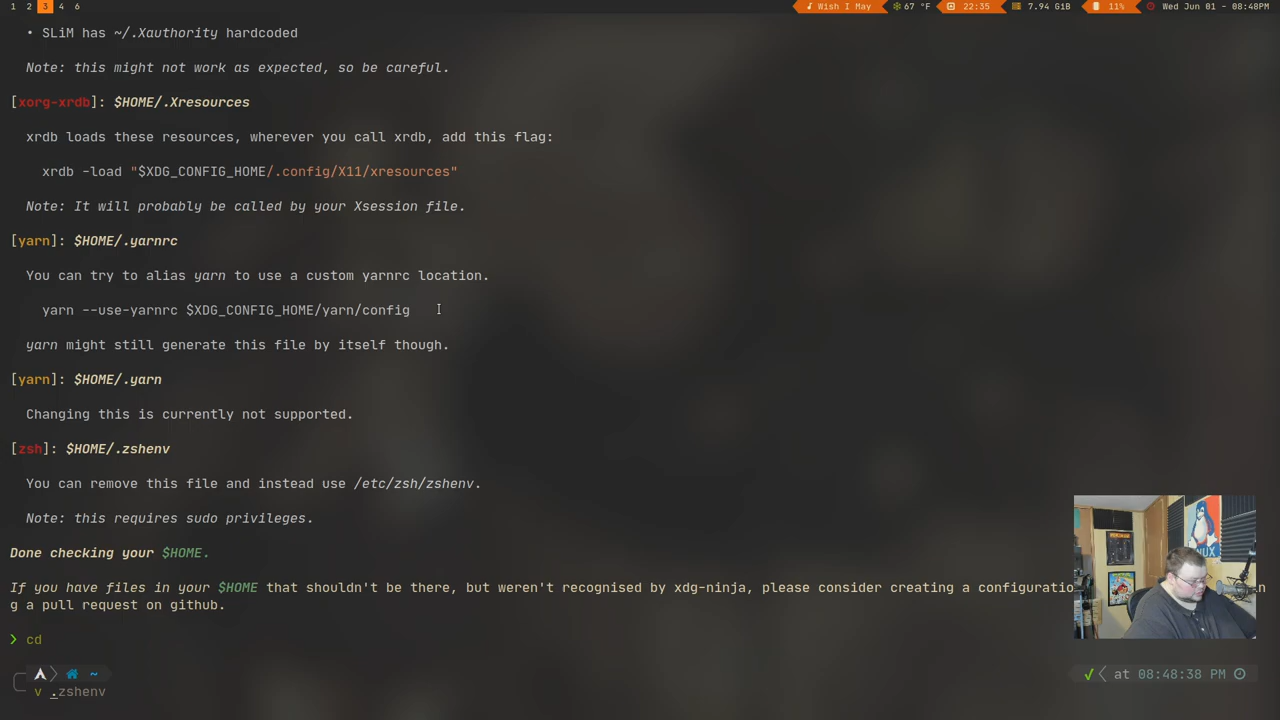 1 2 3 4 6 Wish I May 67 °F 22:35 7.94 GiB 11% Wed Jun 01 - 08:48PM
• SLiM has ~/.Xauthority hardcoded
Note: this might not work as expected, so be careful.
[xorg-xrdb]: $HOME/.Xresources
xrdb loads these resources, wherever you call xrdb, add this flag:
xrdb -load "$XDG_CONFIG_HOME/.config/X11/xresources"
Note: It will probably be called by your Xsession file.
[yarn]: $HOME/.yarnrc
You can try to alias yarn to use a custom yarnrc location.
yarn --use-yarnrc $XDG_CONFIG_HOME/yarn/config
yarn might still generate this file by itself though.
[yarn]: $HOME/.yarn
Changing this is currently not supported.
[zsh]: $HOME/.zshenv
You can remove this file and instead use /etc/zsh/zshenv.
Note: this requires sudo privileges.
Done checking your $HOME.
If you have files in your $HOME that shouldn't be there, but weren't recognised by xdg-ninja, please consider creating a configuratio
g a pull request on github.
❯ cd
~ ✓ at 08:48:38 PM
v .zshenv